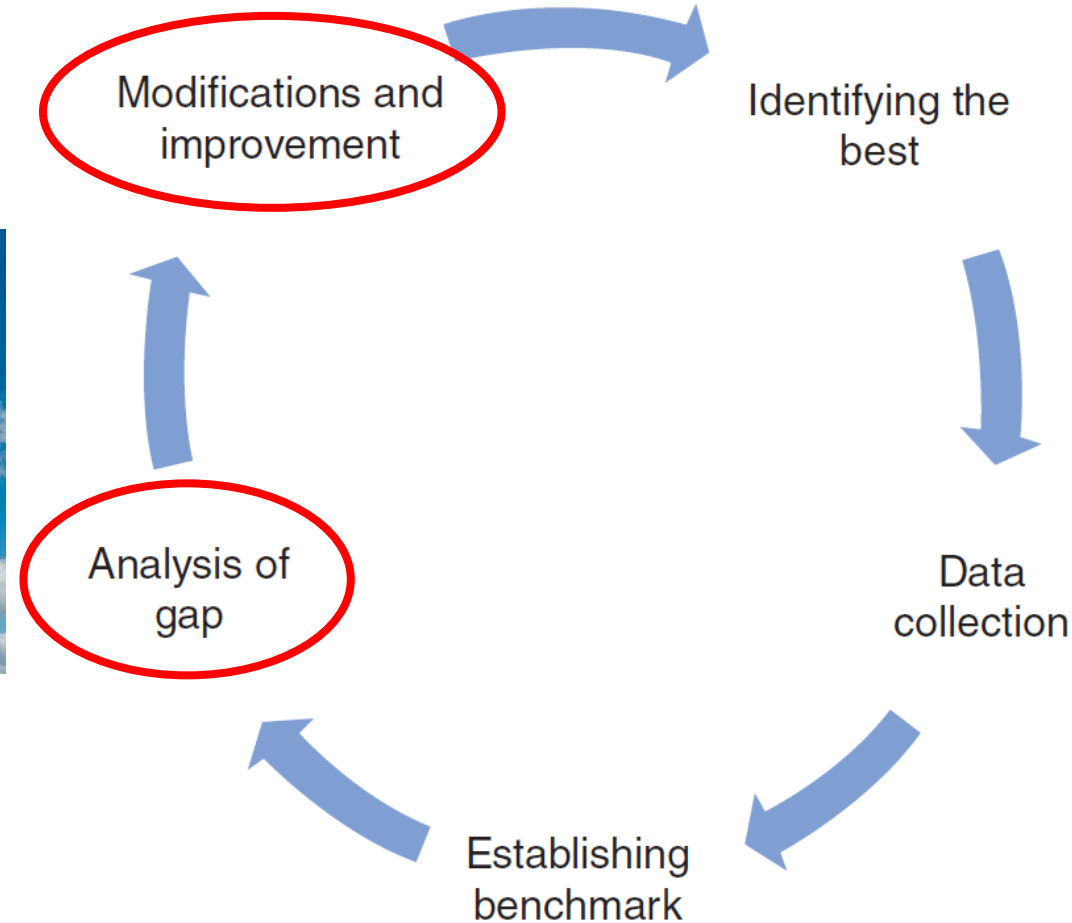 Modifications and
improvement
Identifying the
best
Data
collection
Establishing
benchmark
Analysis of
gap